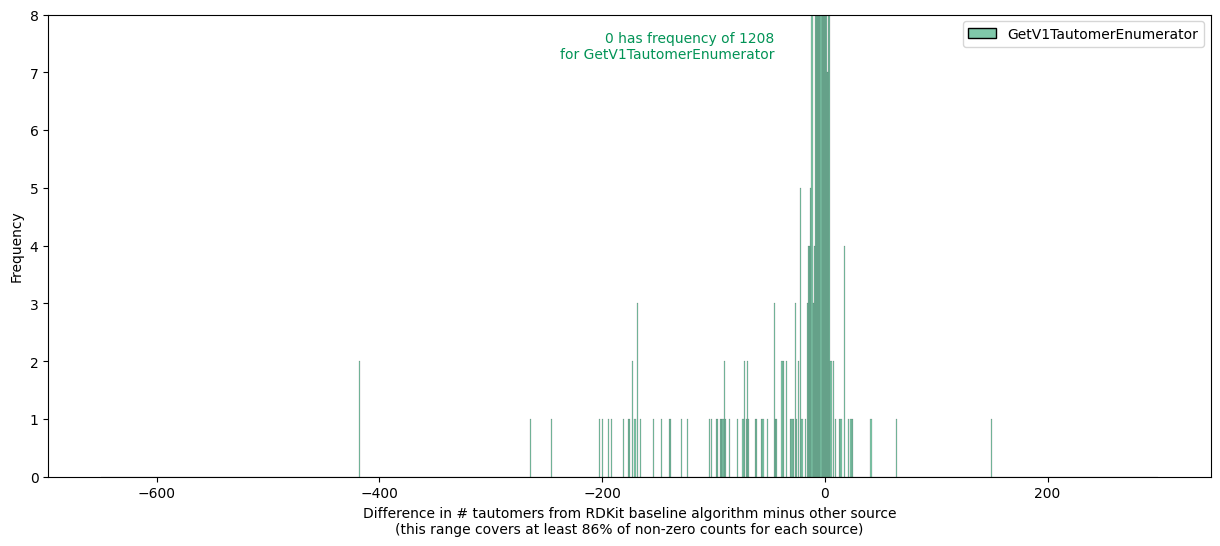 0 has frequency of 1208
for GetV1TautomerEnumerator
GetV1TautomerEnumerator
Frequency
8
7
6
5
4
3
2
1
0
−600
−400
−200
0
200
Difference in # tautomers from RDKit baseline algorithm minus other source
(this range covers at least 86% of non-zero counts for each source)